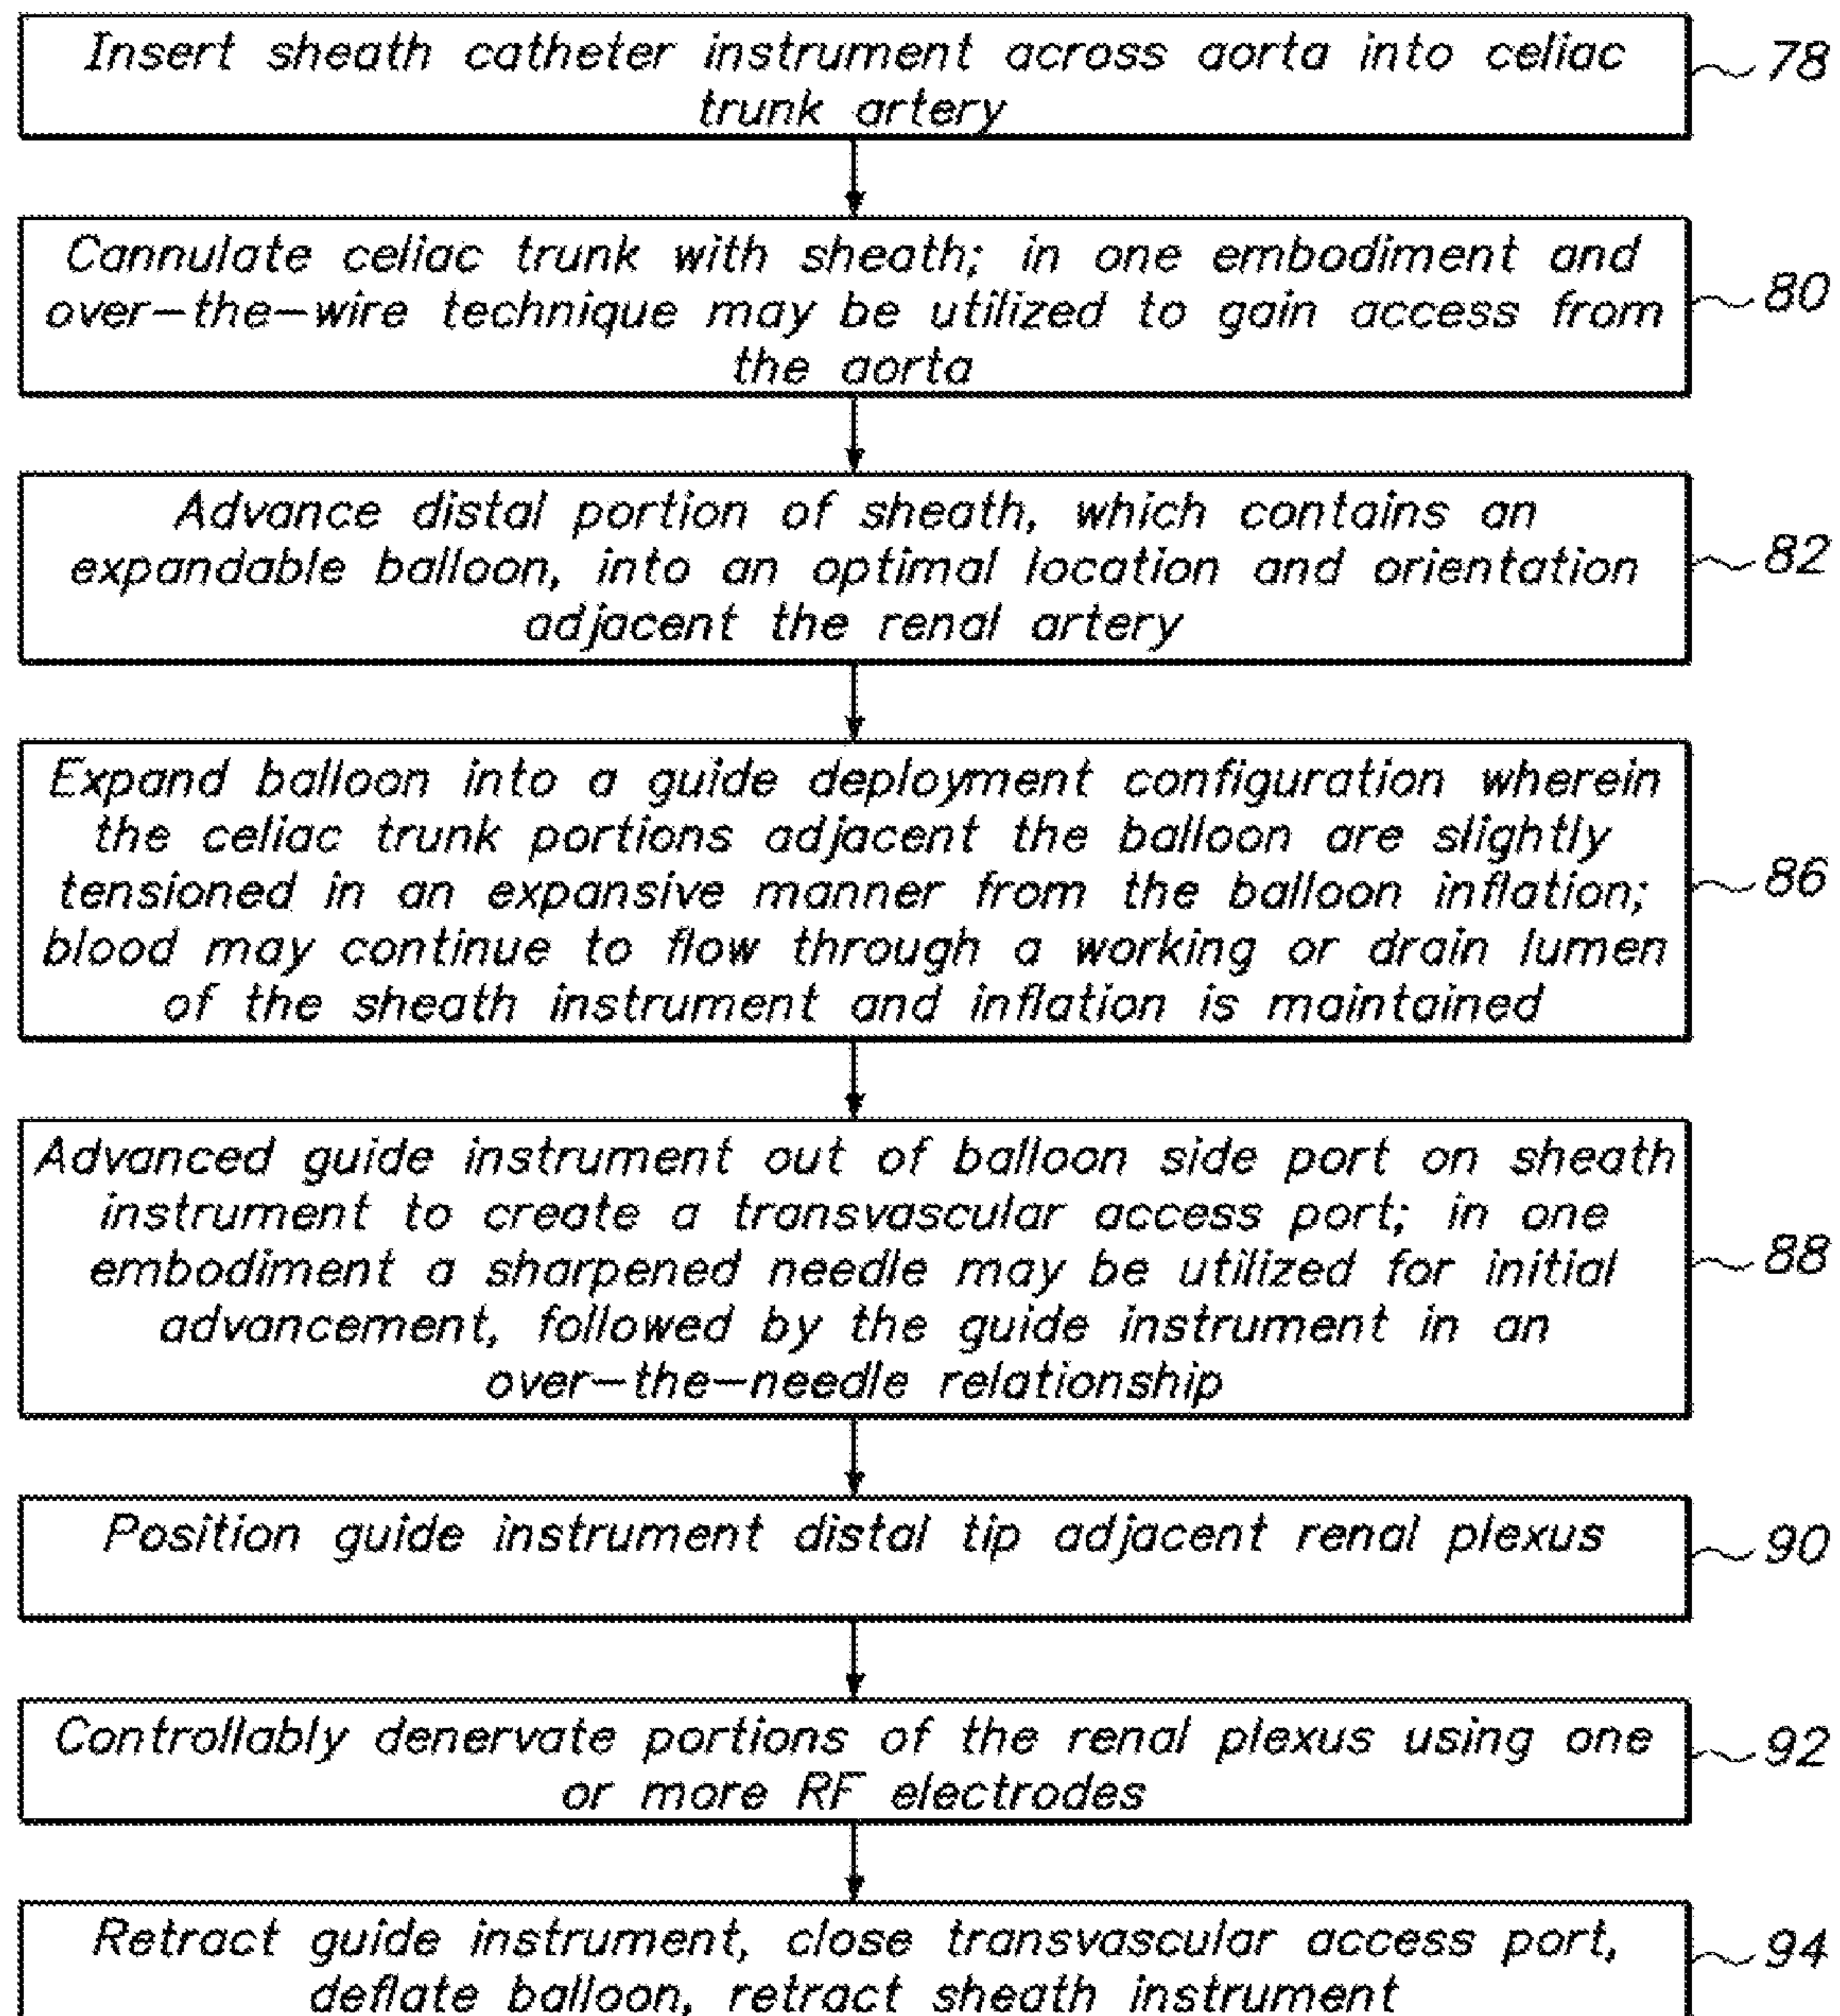 Insert sheath catheter instrument across aorta into celiac
trunk artery
78
Cannulate celiac trunk with sheath; in one embodiment and
over-the-wire technique may be utilized to gain access from
the aorta
80
Advance distal portion of sheath, which contains an
expandable balloon, into an optimal location and orientation
adjacent the renal artery
82
Expand balloon into a guide deployment configuration wherein
the celiac trunk portions adjacent the balloon are slightly
tensioned in an expansive manner from the balloon inflation;
blood may continue to flow through a working or drain lumen
of the sheath instrument and inflation is maintained
86
Advanced guide instrument out of balloon side port on sheath
instrument to create a transvascular access port; in one
embodiment a sharpened needle may be utilized for initial
advancement, followed by the guide instrument in an
over-the-needle relationship
88
Position guide instrument distal tip adjacent renal plexus
90
Controllably denervate portions of the renal plexus using one
or more RF electrodes
92
Retract guide instrument, close transvascular access port,
deflate balloon, retract sheath instrument
94